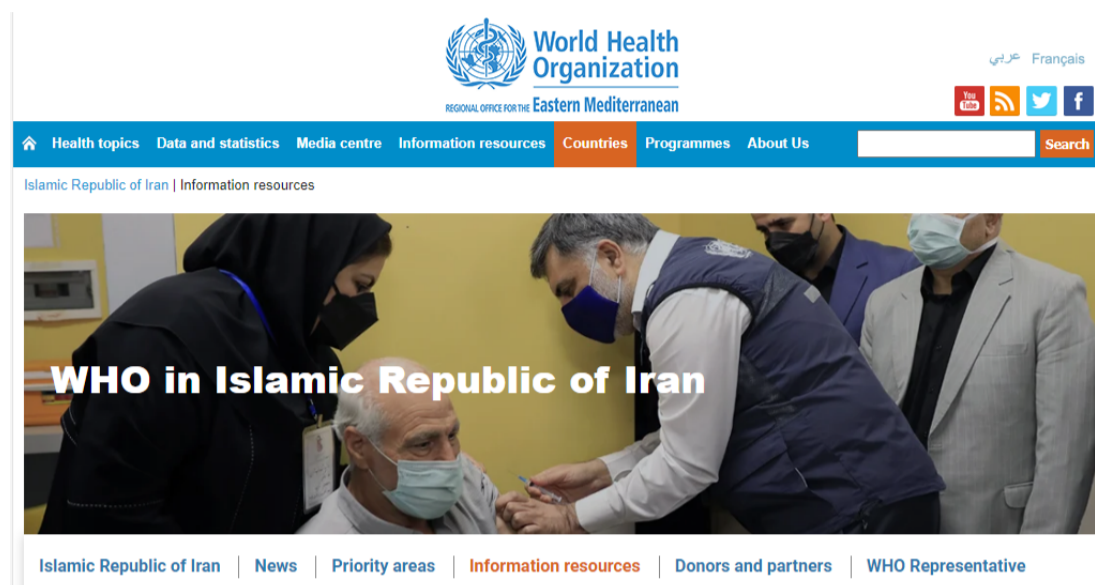 World Health
Organization
REGIONAL OFFICE FOR THE Eastern Mediterranean
عربي Français
You
Tube
Health topics Data and statistics Media centre Information resources Countries Programmes About Us Search
Islamic Republic of Iran | Information resources
WHO in Islamic Republic of Iran
Islamic Republic of Iran | News | Priority areas | Information resources | Donors and partners | WHO Representative